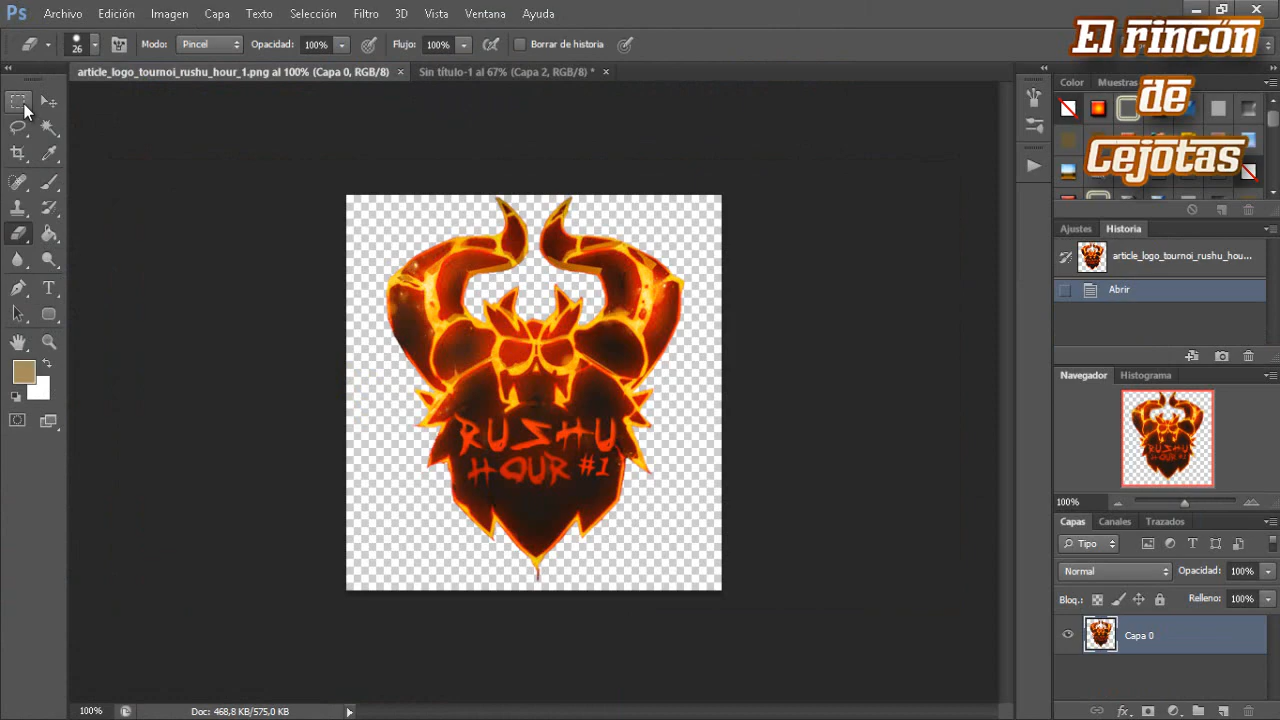 Ps Archivo Edición Imagen Capa Texto Selección Filtro 3D Vista Ventana Ayuda
26 Modo: Pincel Opacidad: 100% Flujo: 100% Borrar de historia
El rincón
de
Cejotas
article_logo_tournoi_rushu_hour_1.png al 100% (Capa 0, RGB/8) × Sin título-1 al 67% (Capa 2, RGB/8) * ×
Color Muestras
RUSHU
HOUR #1
Ajustes Historia
article_logo_tournoi_rushu_hou...
Abrir
Navegador Histograma
100%
Capas Canales Trazados
Tipo
Normal Opacidad: 100%
Bloq.: Relleno: 100%
Capa 0
100% Doc: 468,8 KB/575,0 KB